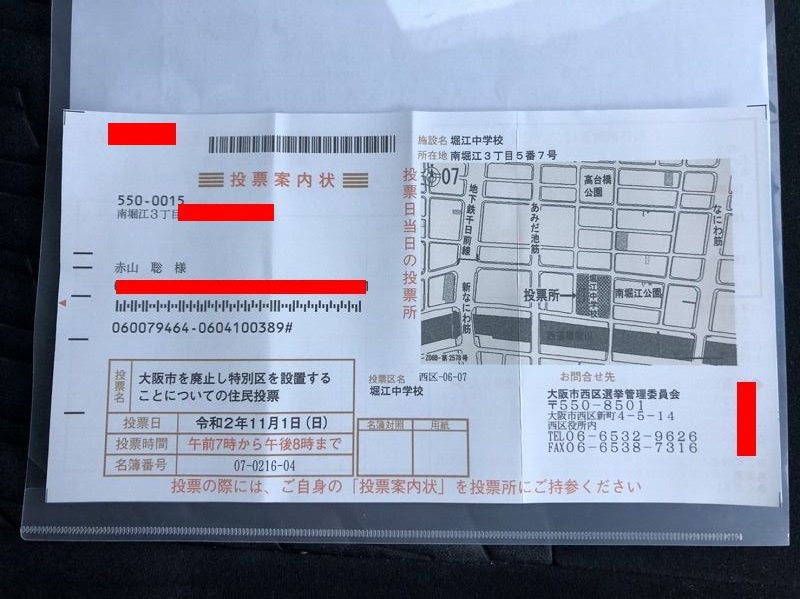 投票案内状
550-0015
南堀江3丁目
赤山 聡 様
060079464-0604100389#
投票名
大阪市を廃止し特別区を設置する
ことについての住民投票
投票日 令和2年11月1日(日)
投票時間 午前7時から午後8時まで
名簿番号 07-0216-04
施設名 堀江中学校
所在地 南堀江3丁目5番7号
投票日当日の投票所
07
高台橋
公園
地下鉄千日前線
あみだ池筋
なにわ筋
新なにわ筋
投票所→
堀江中学校
南堀江公園
Z06B-第2578号
投票区名 西区-06-07
堀江中学校
名簿対照 用紙
お問合せ先
大阪市西区選挙管理委員会
〒550-8501
大阪市西区新町4-5-14
西区役所内
TEL06-6532-9626
FAX06-6538-7316
投票の際には、ご自身の「投票案内状」を投票所にご持参ください